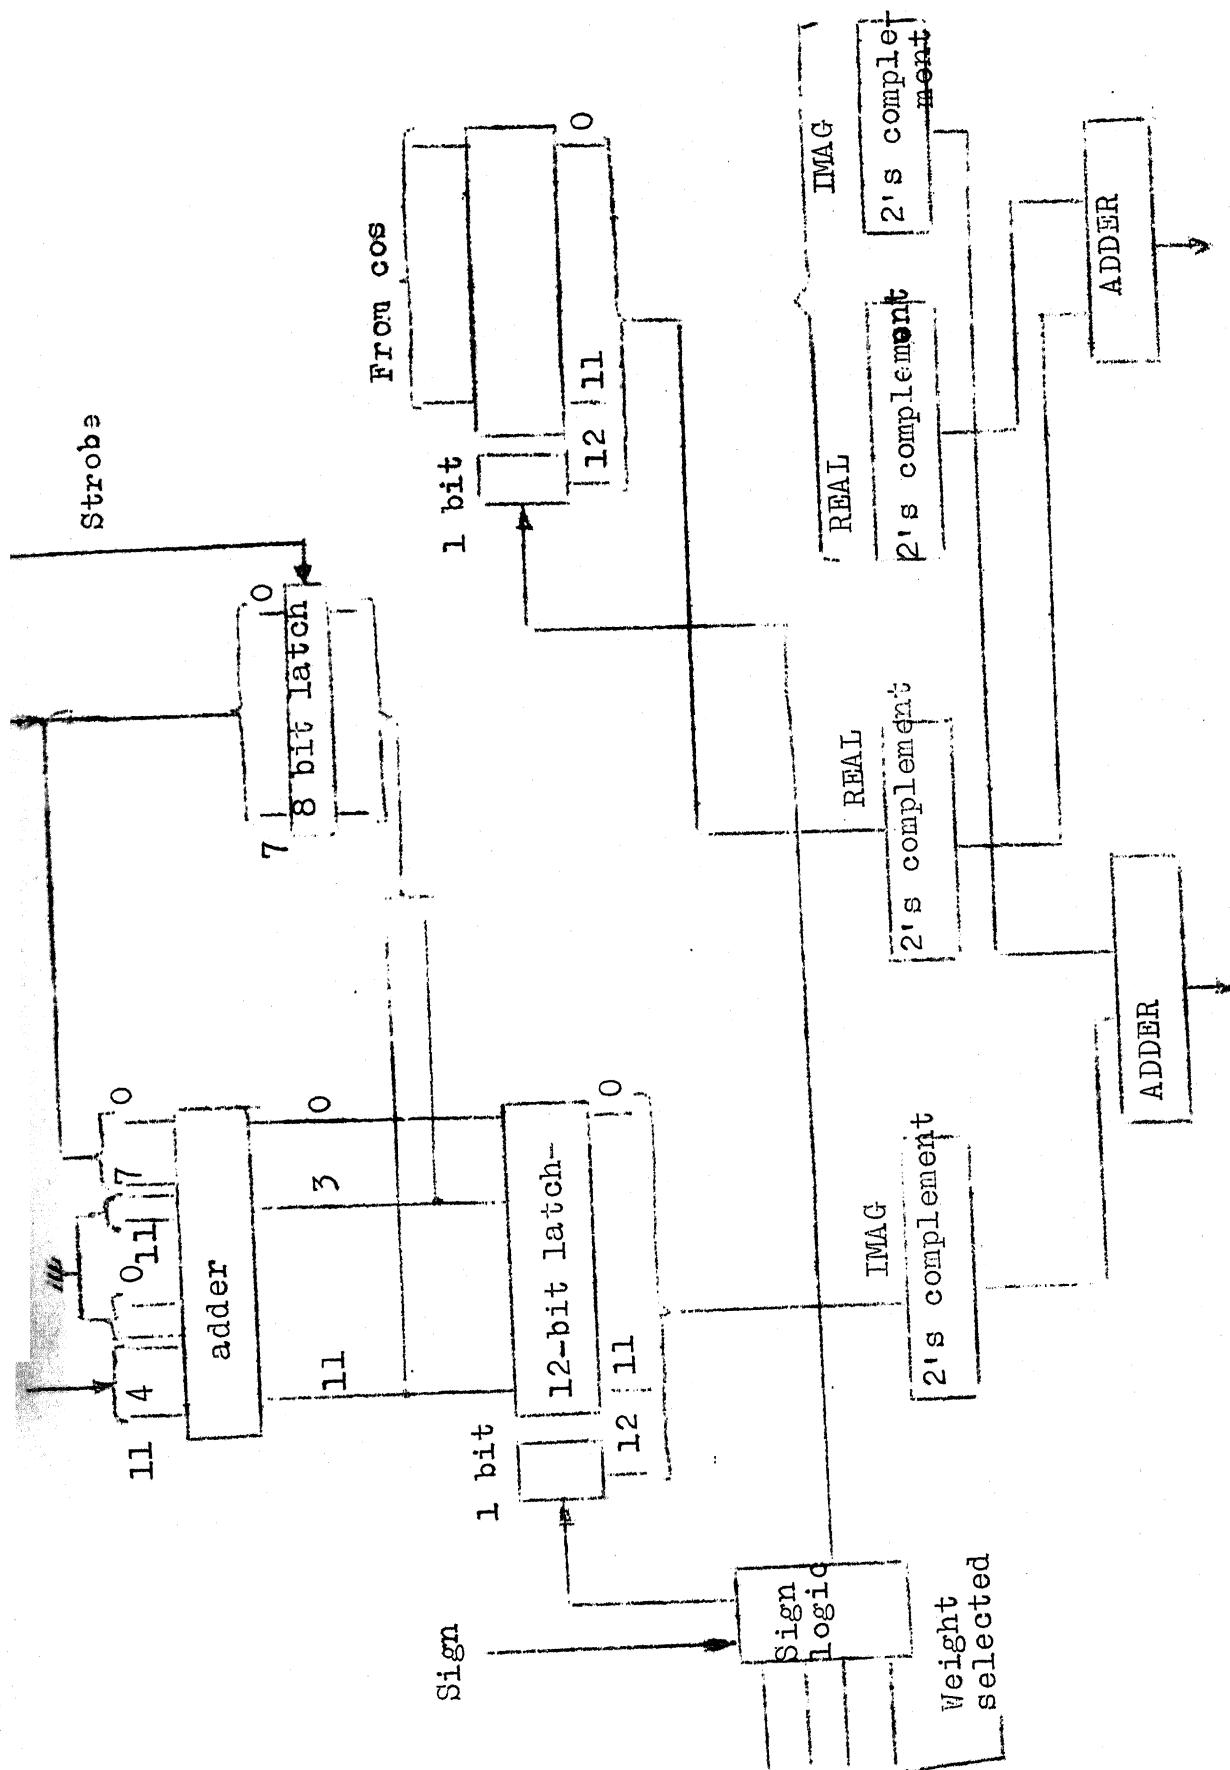 Strobe
0
8 bit latch
7
From cos
1 bit
0
11
12
11
4
0
11
7
0
adder
11
3
0
1 bit
12-bit latch-
12
11
0
Sign
Sign
logic
Weight
selected
IMAG
2's complement
REAL
2's complement
REAL
2's complement
IMAG
2's comple-
ment
ADDER
ADDER